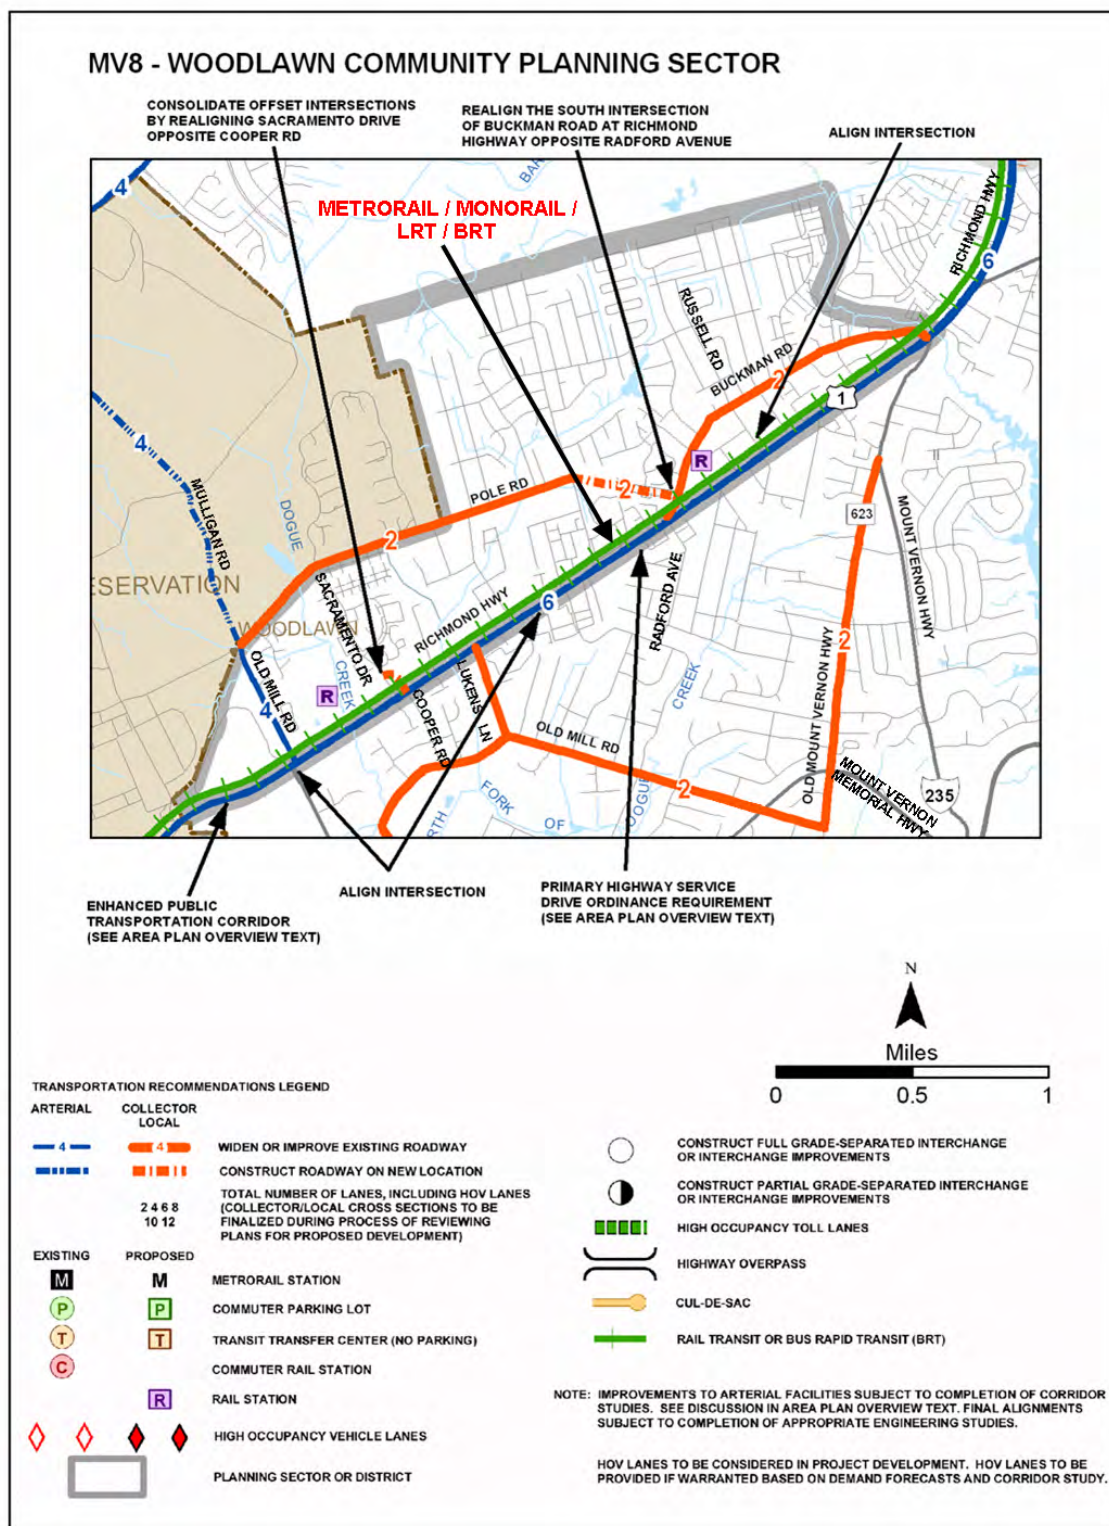 MV8 - WOODLAWN COMMUNITY PLANNING SECTOR
CONSOLIDATE OFFSET INTERSECTIONS
BY REALIGNING SACRAMENTO DRIVE
OPPOSITE COOPER RD
REALIGN THE SOUTH INTERSECTION
OF BUCKMAN ROAD AT RICHMOND
HIGHWAY OPPOSITE RADFORD AVENUE
ALIGN INTERSECTION
4
BAR
METRORAIL / MONORAIL /
LRT / BRT
RICHMOND HWY
6
RUSSELL RD
BUCKMAN RD
2
1
R
4
MULLIGAN RD
DOGUE
POLE RD
2
2
623
MOUNT VERNON HWY
ESERVATION
WOODLAWN
SACRAMENTO DR
RICHMOND HWY
6
RADFORD AVE
OLD MOUNT VERNON HWY
2
R
CREEK
OLD MILL RD
4
COOPER RD
LUKENS LN
OLD MILL RD
CREEK
2
FORK
OF
DOGUE
RTH
MOUNT VERNON
MEMORIAL HWY
235
ENHANCED PUBLIC
TRANSPORTATION CORRIDOR
(SEE AREA PLAN OVERVIEW TEXT)
ALIGN INTERSECTION
PRIMARY HIGHWAY SERVICE
DRIVE ORDINANCE REQUIREMENT
(SEE AREA PLAN OVERVIEW TEXT)
N
Miles
0 0.5 1
TRANSPORTATION RECOMMENDATIONS LEGEND
ARTERIAL
COLLECTOR
LOCAL
4 4 WIDEN OR IMPROVE EXISTING ROADWAY
CONSTRUCT ROADWAY ON NEW LOCATION
2 4 6 8
10 12
TOTAL NUMBER OF LANES, INCLUDING HOV LANES
(COLLECTOR/LOCAL CROSS SECTIONS TO BE
FINALIZED DURING PROCESS OF REVIEWING
PLANS FOR PROPOSED DEVELOPMENT)
EXISTING PROPOSED
M M METRORAIL STATION
P P COMMUTER PARKING LOT
T T TRANSIT TRANSFER CENTER (NO PARKING)
C COMMUTER RAIL STATION
R RAIL STATION
HIGH OCCUPANCY VEHICLE LANES
PLANNING SECTOR OR DISTRICT
CONSTRUCT FULL GRADE-SEPARATED INTERCHANGE
OR INTERCHANGE IMPROVEMENTS
CONSTRUCT PARTIAL GRADE-SEPARATED INTERCHANGE
OR INTERCHANGE IMPROVEMENTS
HIGH OCCUPANCY TOLL LANES
HIGHWAY OVERPASS
CUL-DE-SAC
RAIL TRANSIT OR BUS RAPID TRANSIT (BRT)
NOTE: IMPROVEMENTS TO ARTERIAL FACILITIES SUBJECT TO COMPLETION OF CORRIDOR
STUDIES. SEE DISCUSSION IN AREA PLAN OVERVIEW TEXT. FINAL ALIGNMENTS
SUBJECT TO COMPLETION OF APPROPRIATE ENGINEERING STUDIES.
HOV LANES TO BE CONSIDERED IN PROJECT DEVELOPMENT. HOV LANES TO BE
PROVIDED IF WARRANTED BASED ON DEMAND FORECASTS AND CORRIDOR STUDY.